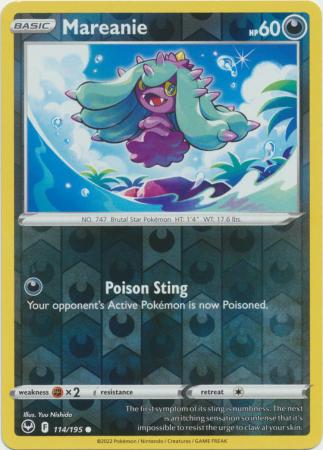 BASIC Mareanie HP60
NO. 747 Brutal Star Pokémon HT: 1'4" WT: 17.6 lbs.
Poison Sting
Your opponent's Active Pokémon is now Poisoned.
weakness ×2 resistance retreat
Illus. Yuu Nishido
F 114/195
The first symptom of its sting is numbness. The next
is an itching sensation so intense that it's
impossible to resist the urge to claw at your skin.
©2022 Pokémon / Nintendo / Creatures / GAME FREAK